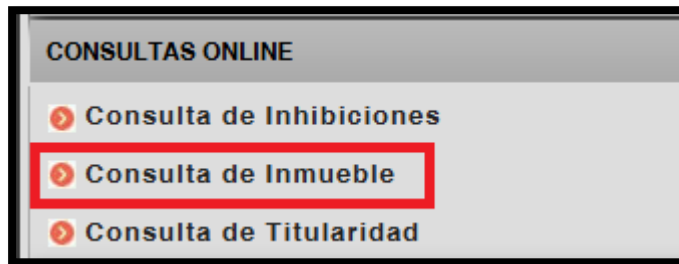 CONSULTAS ONLINE
Consulta de Inhibiciones
Consulta de Inmueble
Consulta de Titularidad